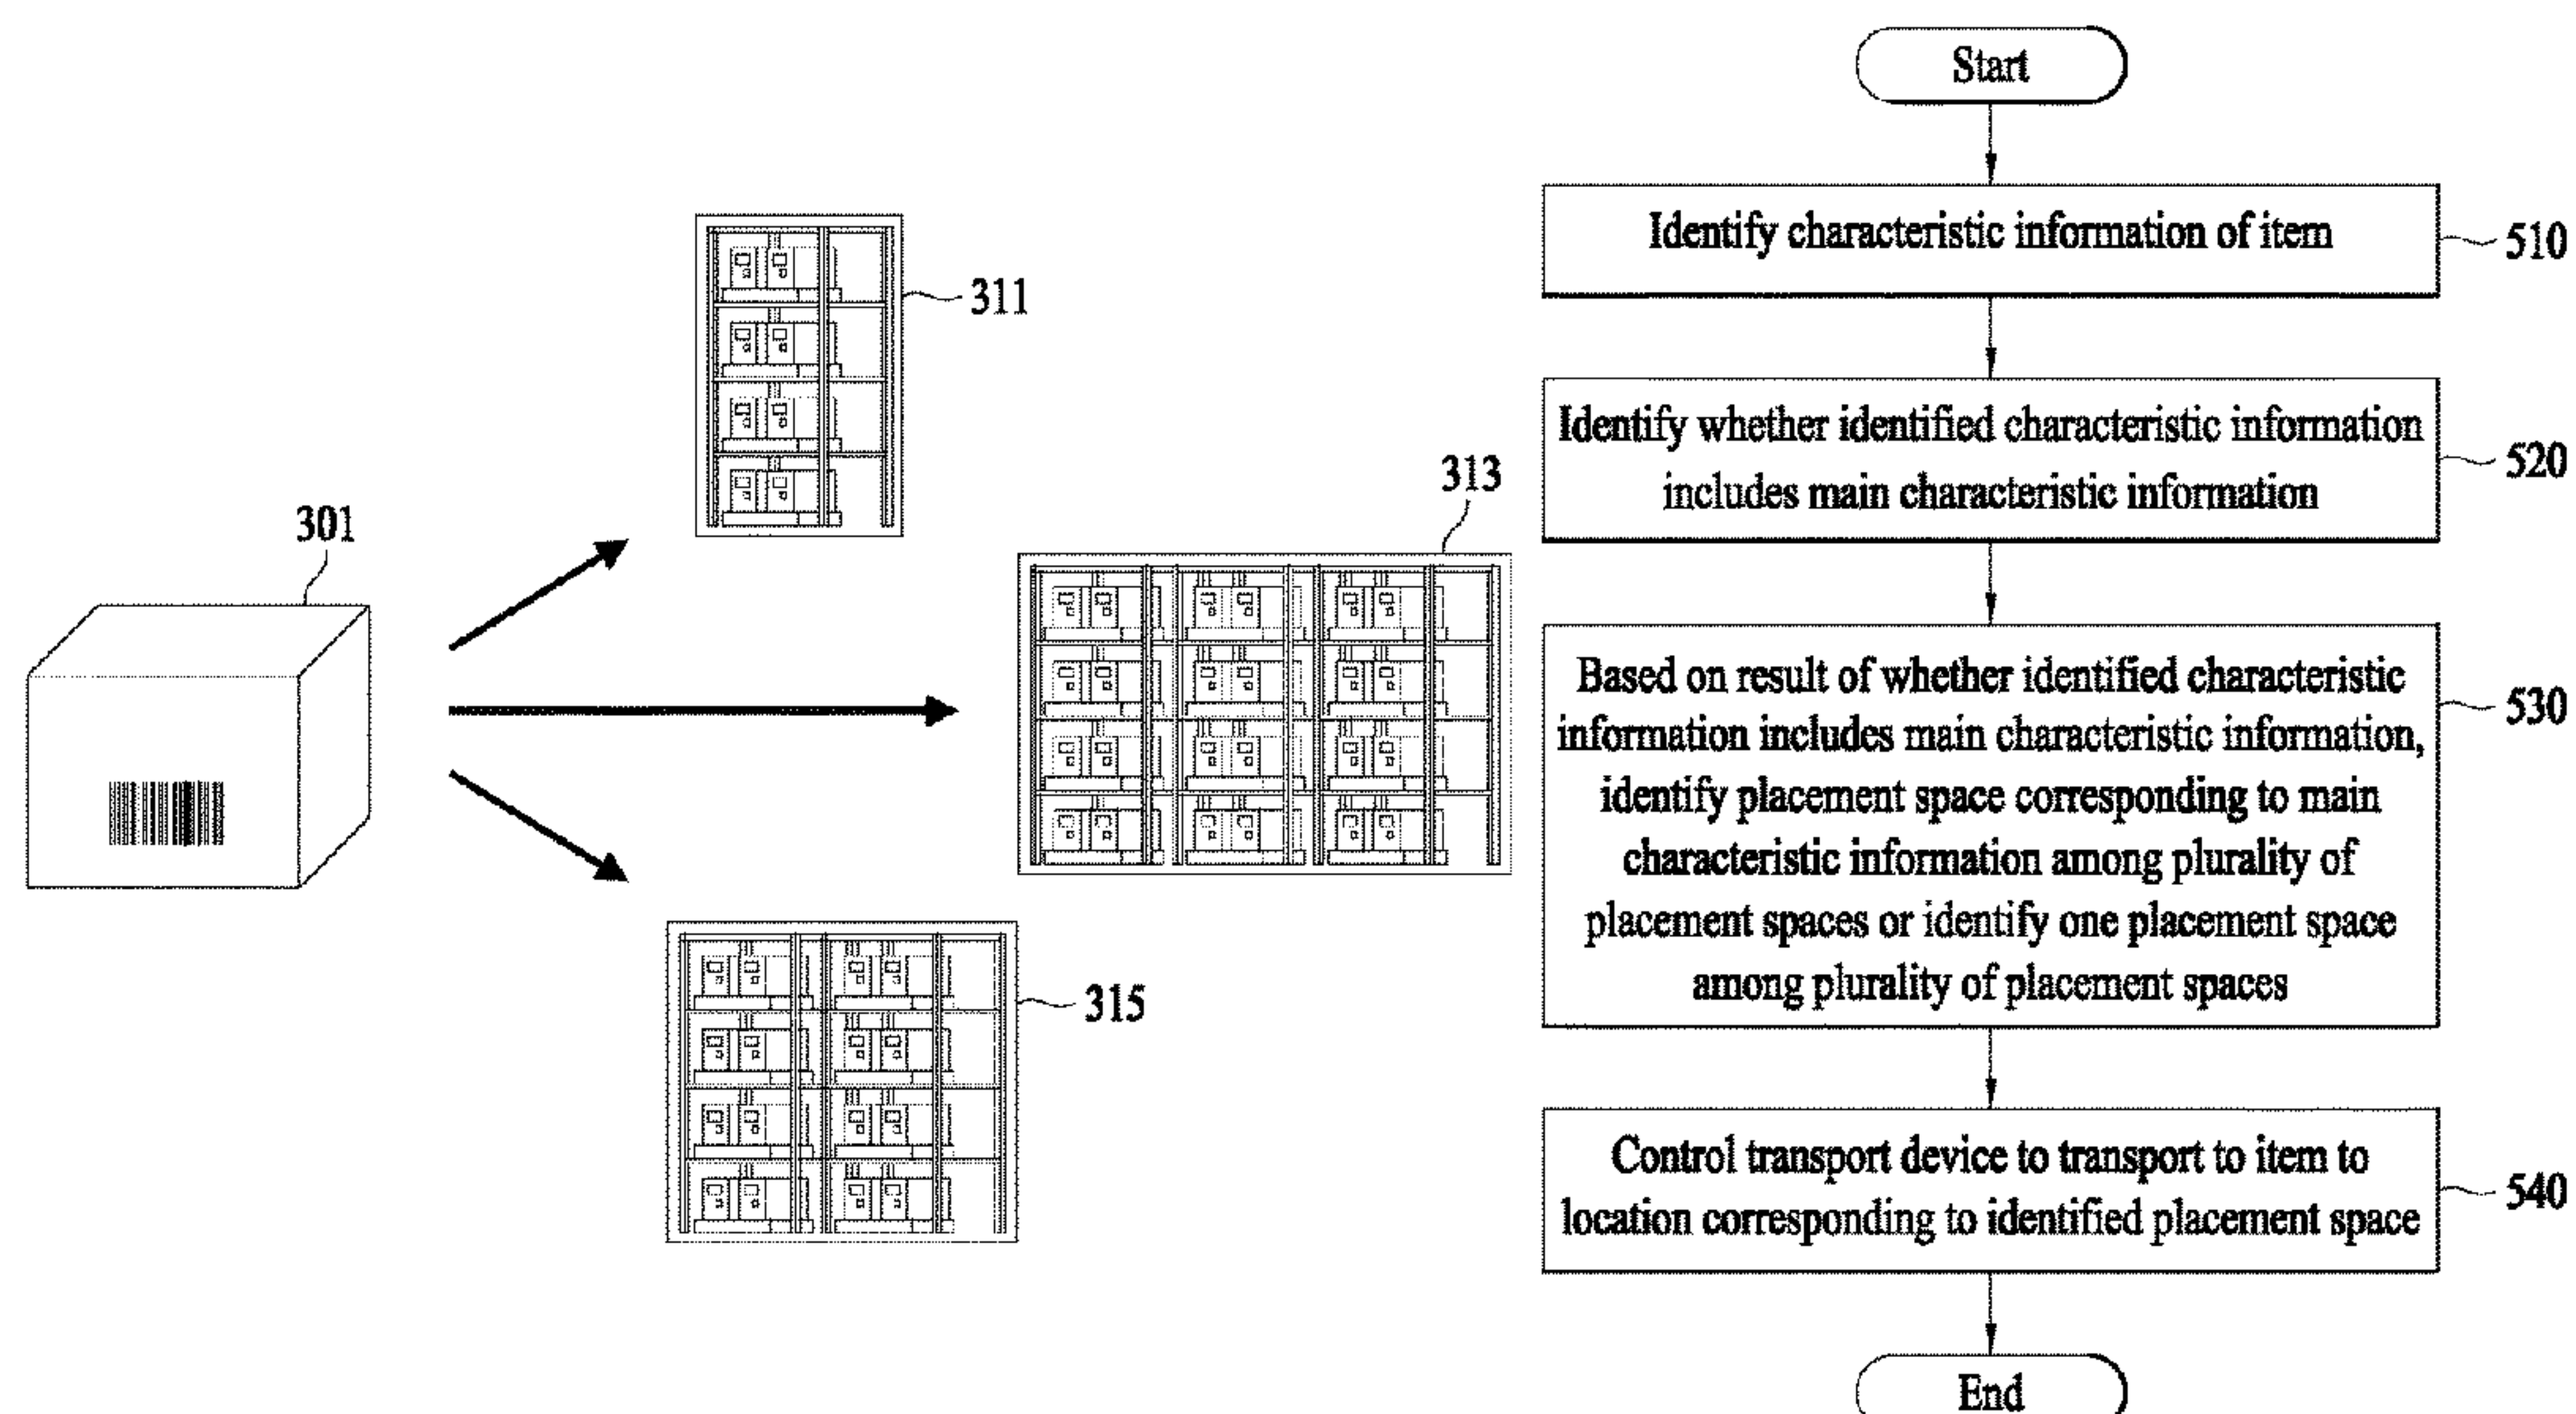 301
311
313
315
Start
Identify characteristic information of item
510
Identify whether identified characteristic information
includes main characteristic information
520
Based on result of whether identified characteristic
information includes main characteristic information,
identify placement space corresponding to main
characteristic information among plurality of
placement spaces or identify one placement space
among plurality of placement spaces
530
Control transport device to transport to item to
location corresponding to identified placement space
540
End